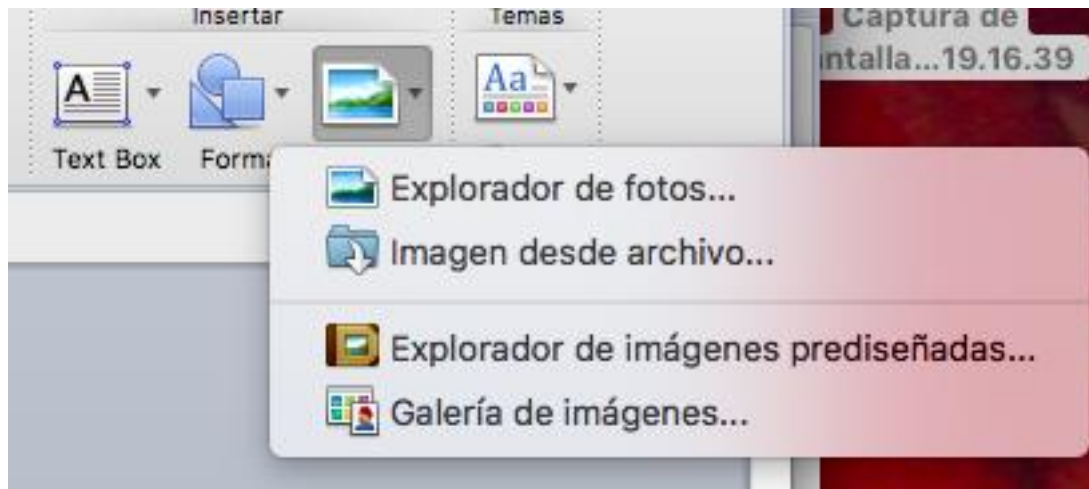 Insertar
Temas
Captura de
ntalla...19.16.39
A
Aa
Text Box
Forma
Explorador de fotos...
Imagen desde archivo...
Explorador de imágenes prediseñadas...
Galería de imágenes...